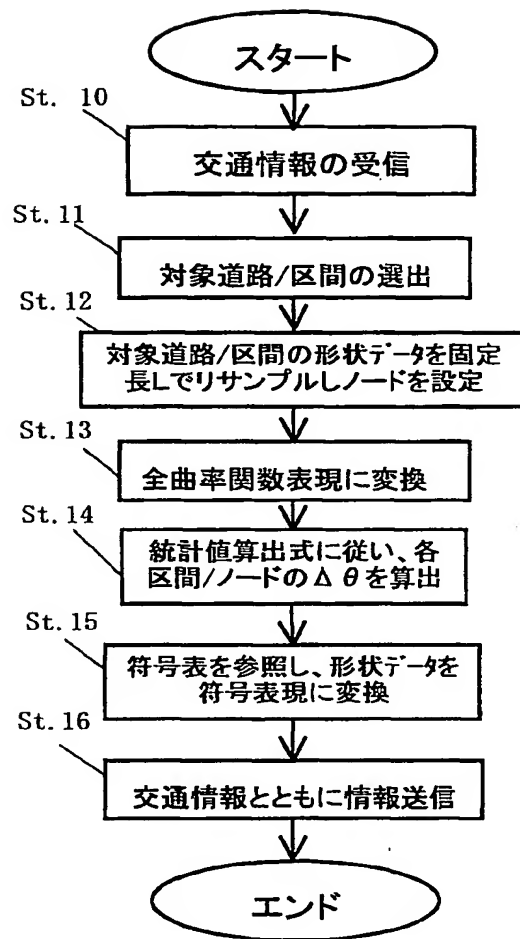 スタート
St. 10
交通情報の受信
St. 11
対象道路/区間の選出
St. 12
対象道路/区間の形状データを固定
長Lでリサンプルしノードを設定
St. 13
全曲率関数表現に変換
St. 14
統計値算出式に従い、各
区間/ノードのΔθを算出
St. 15
符号表を参照し、形状データを
符号表現に変換
St. 16
交通情報とともに情報送信
エンド